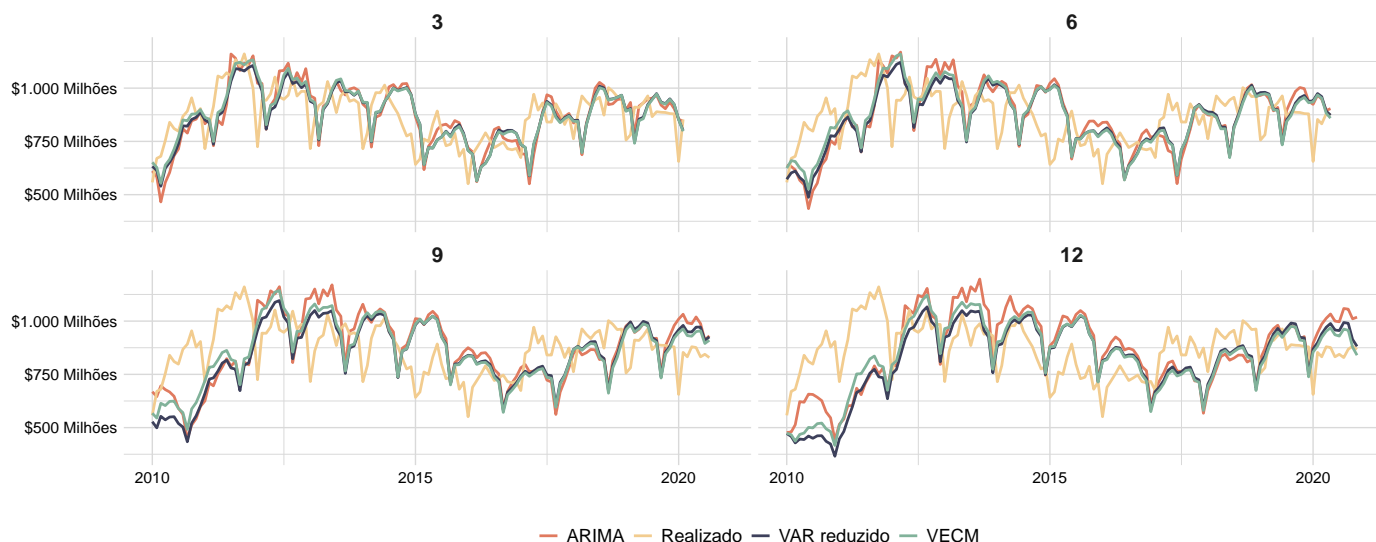 3 6
$1.000 Milhões
$750 Milhões
$500 Milhões
9 12
$1.000 Milhões
$750 Milhões
$500 Milhões
2010 2015 2020 2010 2015 2020
ARIMA Realizado VAR reduzido VECM